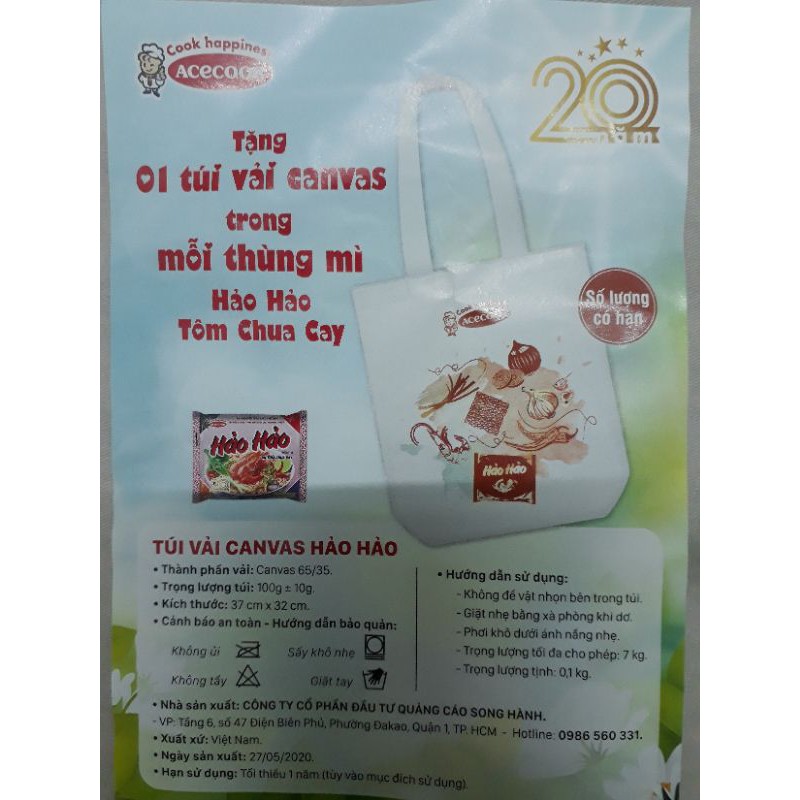 Cook happines
ACECOOK
20
năm
Tặng
01 túi vải canvas
trong
mỗi thùng mì
Hảo Hảo
Tôm Chua Cay
Số lượng
có hạn
ACECOOK
Hảo Hảo
Hảo Hảo
TÚI VẢI CANVAS HẢO HẢO
• Thành phần vải: Canvas 65/35.
• Trọng lượng túi: 100g ± 10g.
• Kích thước: 37 cm x 32 cm.
• Cảnh báo an toàn - Hướng dẫn bảo quản:
Không ủi
Sấy khô nhẹ
Không tẩy
Giặt tay
• Hướng dẫn sử dụng:
- Không để vật nhọn bên trong túi.
- Giặt nhẹ bằng xà phòng khi dơ.
- Phơi khô dưới ánh nắng nhẹ.
- Trọng lượng tối đa cho phép: 7 kg.
- Trọng lượng tịnh: 0,1 kg.
• Nhà sản xuất: CÔNG TY CỔ PHẦN ĐẦU TƯ QUẢNG CÁO SONG HÀNH.
- VP: Tầng 6, số 47 Điện Biên Phủ, Phường Đakao, Quận 1, TP. HCM - Hotline: 0986 560 331.
• Xuất xứ: Việt Nam.
• Ngày sản xuất: 27/05/2020.
• Hạn sử dụng: Tối thiểu 1 năm (tùy vào mục đích sử dụng).